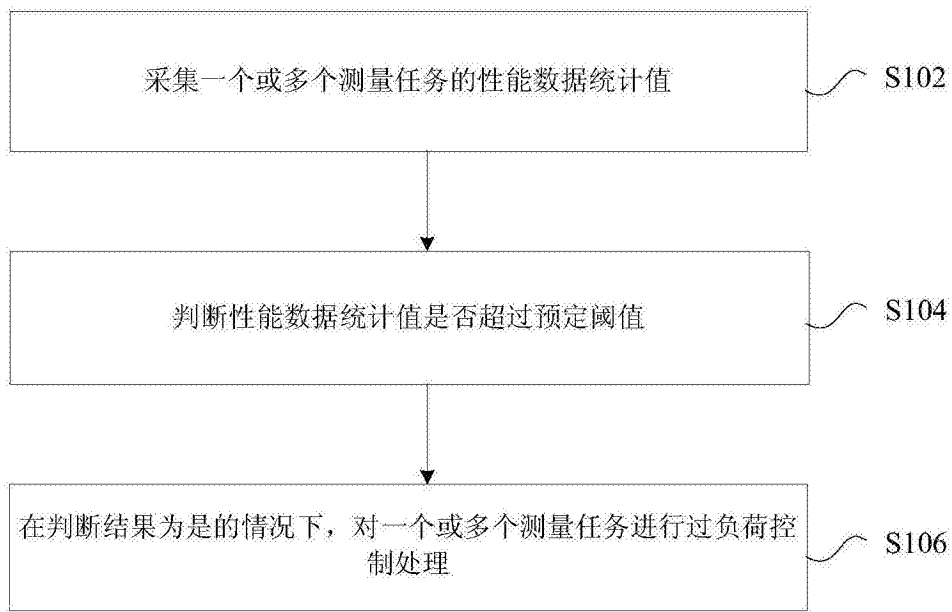 采集一个或多个测量任务的性能数据统计值
S102
判断性能数据统计值是否超过预定阈值
S104
在判断结果为是的情况下，对一个或多个测量任务进行过负荷控
制处理
S106